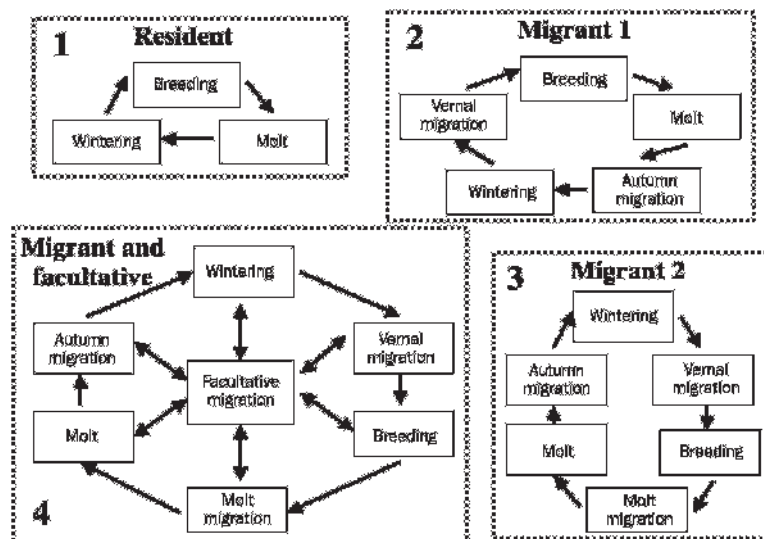 1
Resident
Breeding
Wintering
Molt
2
Migrant 1
Breeding
Vernal
migration
Molt
Wintering
Autumn
migration
Migrant and
facultative
Wintering
Autumn
migration
Vernal
migration
Facultative
migration
Molt
Breeding
Molt
migration
4
3
Migrant 2
Wintering
Autumn
migration
Vernal
migration
Molt
Breeding
Molt
migration